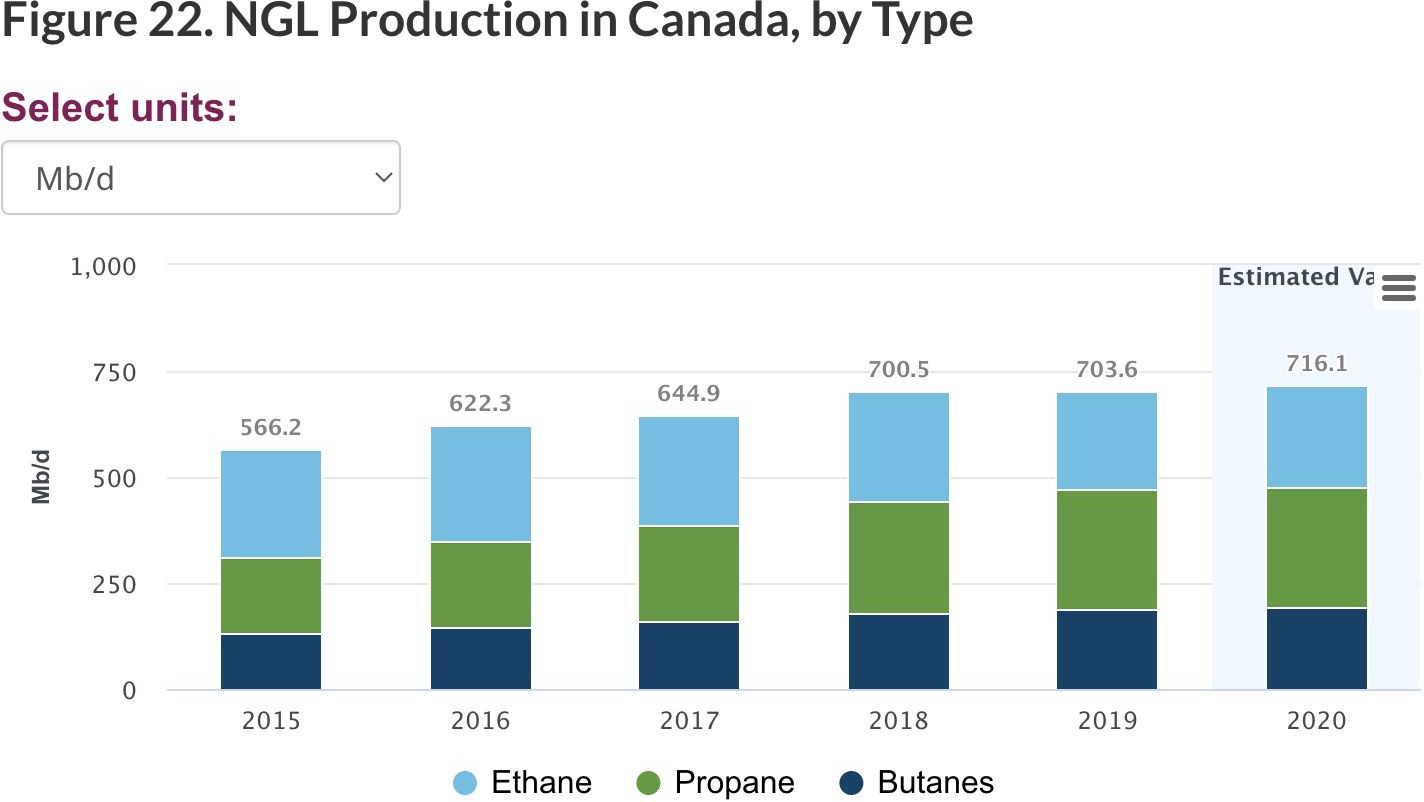 Figure 22. NGL Production in Canada, by Type
Select units:
Mb/d
1,000
750
500
250
0
Mb/d
Estimated Va
566.2
622.3
644.9
700.5
703.6
716.1
2015
2016
2017
2018
2019
2020
Ethane
Propane
Butanes